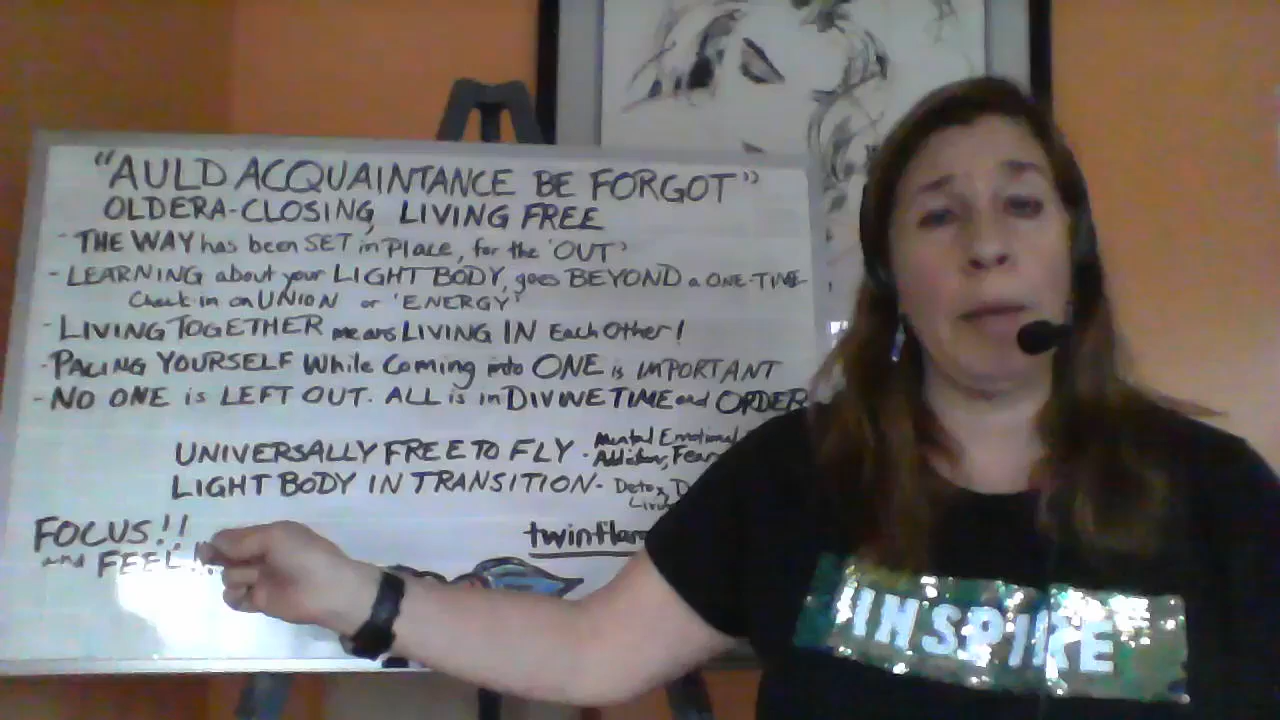 "AULD ACQUAINTANCE BE FORGOT"
OLDERA-CLOSING, LIVING FREE
- THE WAY has been SET in Place, for the 'OUT'
- LEARNING about your LIGHT BODY, goes BEYOND a ONE-TIME
Check in on UNION or 'ENERGY'
- LIVING TOGETHER means LIVING IN Each Other!
- PACING YOURSELF While Coming into ONE is IMPORTANT
- NO ONE is LEFT OUT. ALL is in DIVINE TIME and ORDER
UNIVERSALLY FREE TO FLY - Mental Emotional
Fear
LIGHT BODY IN TRANSITION - Detox,
FOCUS!!
and FEEL!!
INSPIRE